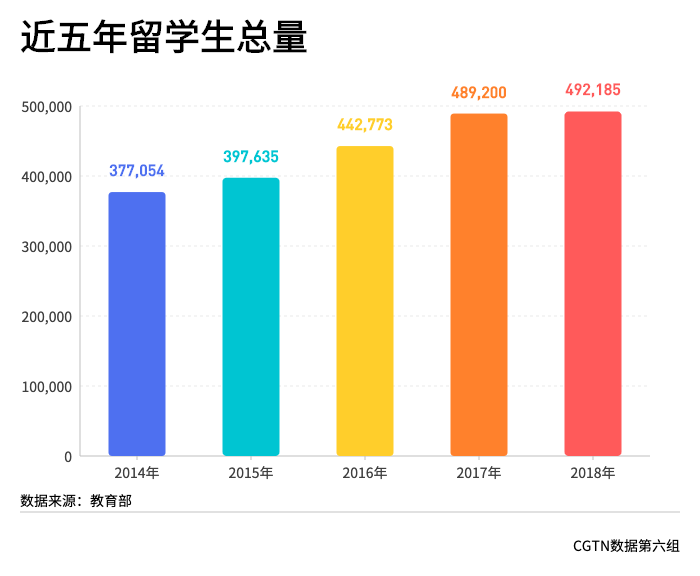 近五年留学生总量
500,000
400,000
300,000
200,000
100,000
0
377,054
397,635
442,773
489,200
492,185
2014年
2015年
2016年
2017年
2018年
数据来源：教育部
CGTN数据第六组